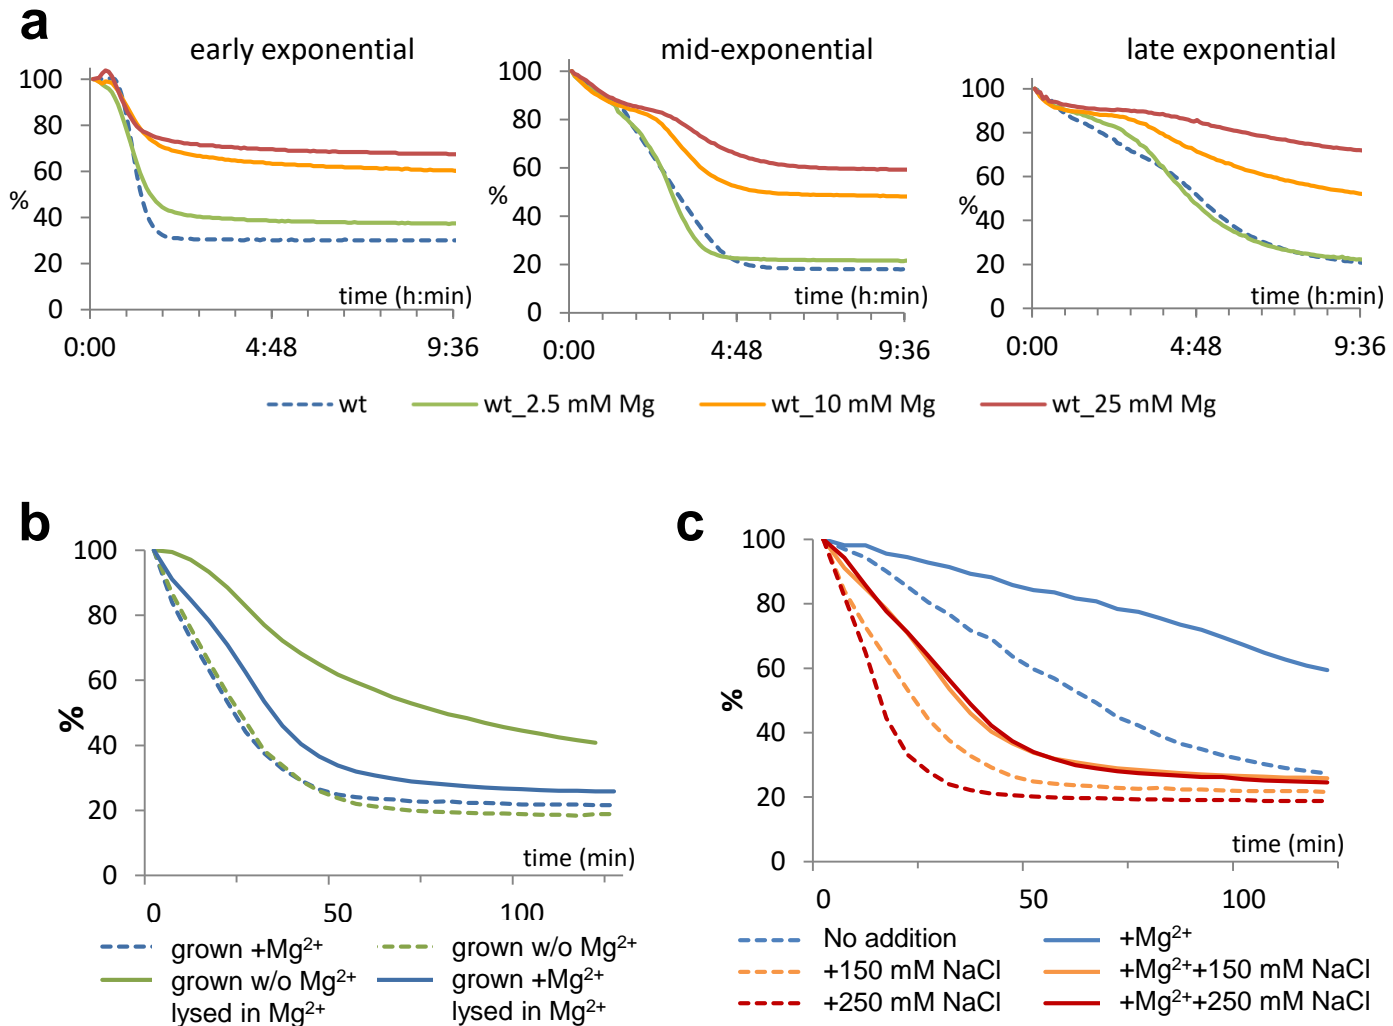 a
early exponential
mid-exponential
late exponential
100
80
60
%
40
20
0
time (h:min)
0:00
4:48
9:36
100
80
60
%
40
20
0
time (h:min)
0:00
4:48
9:36
100
80
60
%
40
20
0
time (h:min)
0:00
4:48
9:36
wt
wt_2.5 mM Mg
wt_10 mM Mg
wt_25 mM Mg
b
100
80
60
%
40
20
0
time (min)
0
50
100
grown +Mg²⁺
grown w/o Mg²⁺
grown w/o Mg²⁺
lysed in Mg²⁺
grown +Mg²⁺
lysed in Mg²⁺
c
100
80
60
%
40
20
0
time (min)
0
50
100
No addition
+Mg²⁺
+150 mM NaCl
+Mg²⁺+150 mM NaCl
+250 mM NaCl
+Mg²⁺+250 mM NaCl